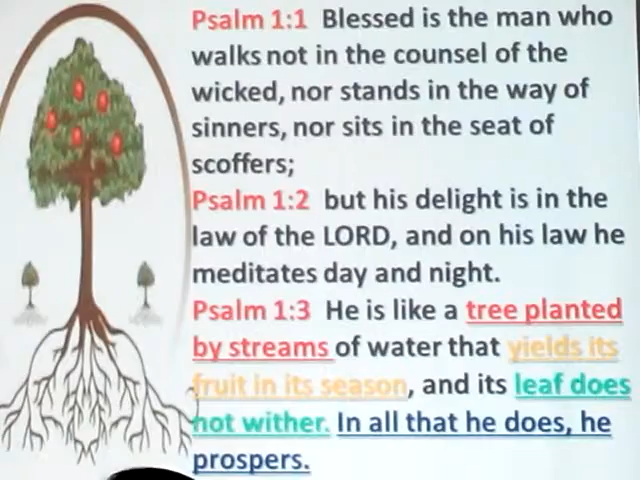 Psalm 1:1 Blessed is the man who
walks not in the counsel of the
wicked, nor stands in the way of
sinners, nor sits in the seat of
scoffers;
Psalm 1:2 but his delight is in the
law of the LORD, and on his law he
meditates day and night.
Psalm 1:3 He is like a tree planted
by streams of water that yields its
fruit in its season, and its leaf does
not wither. In all that he does, he
prospers.